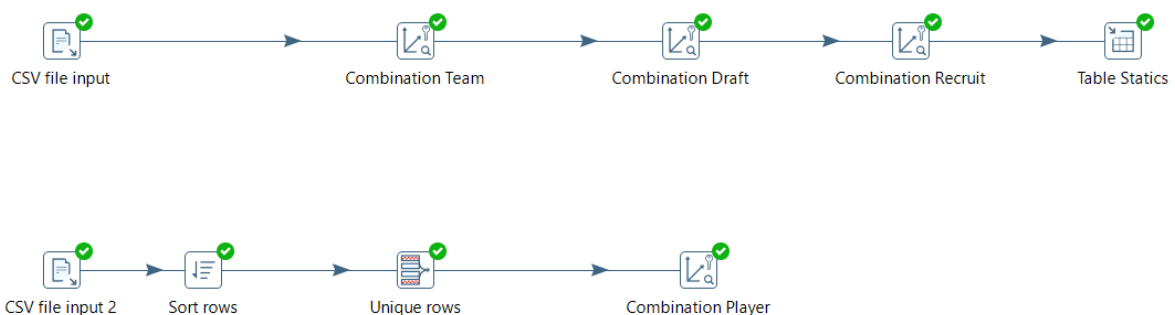 CSV file input
Combination Team
Combination Draft
Combination Recruit
Table Statics
CSV file input 2
Sort rows
Unique rows
Combination Player